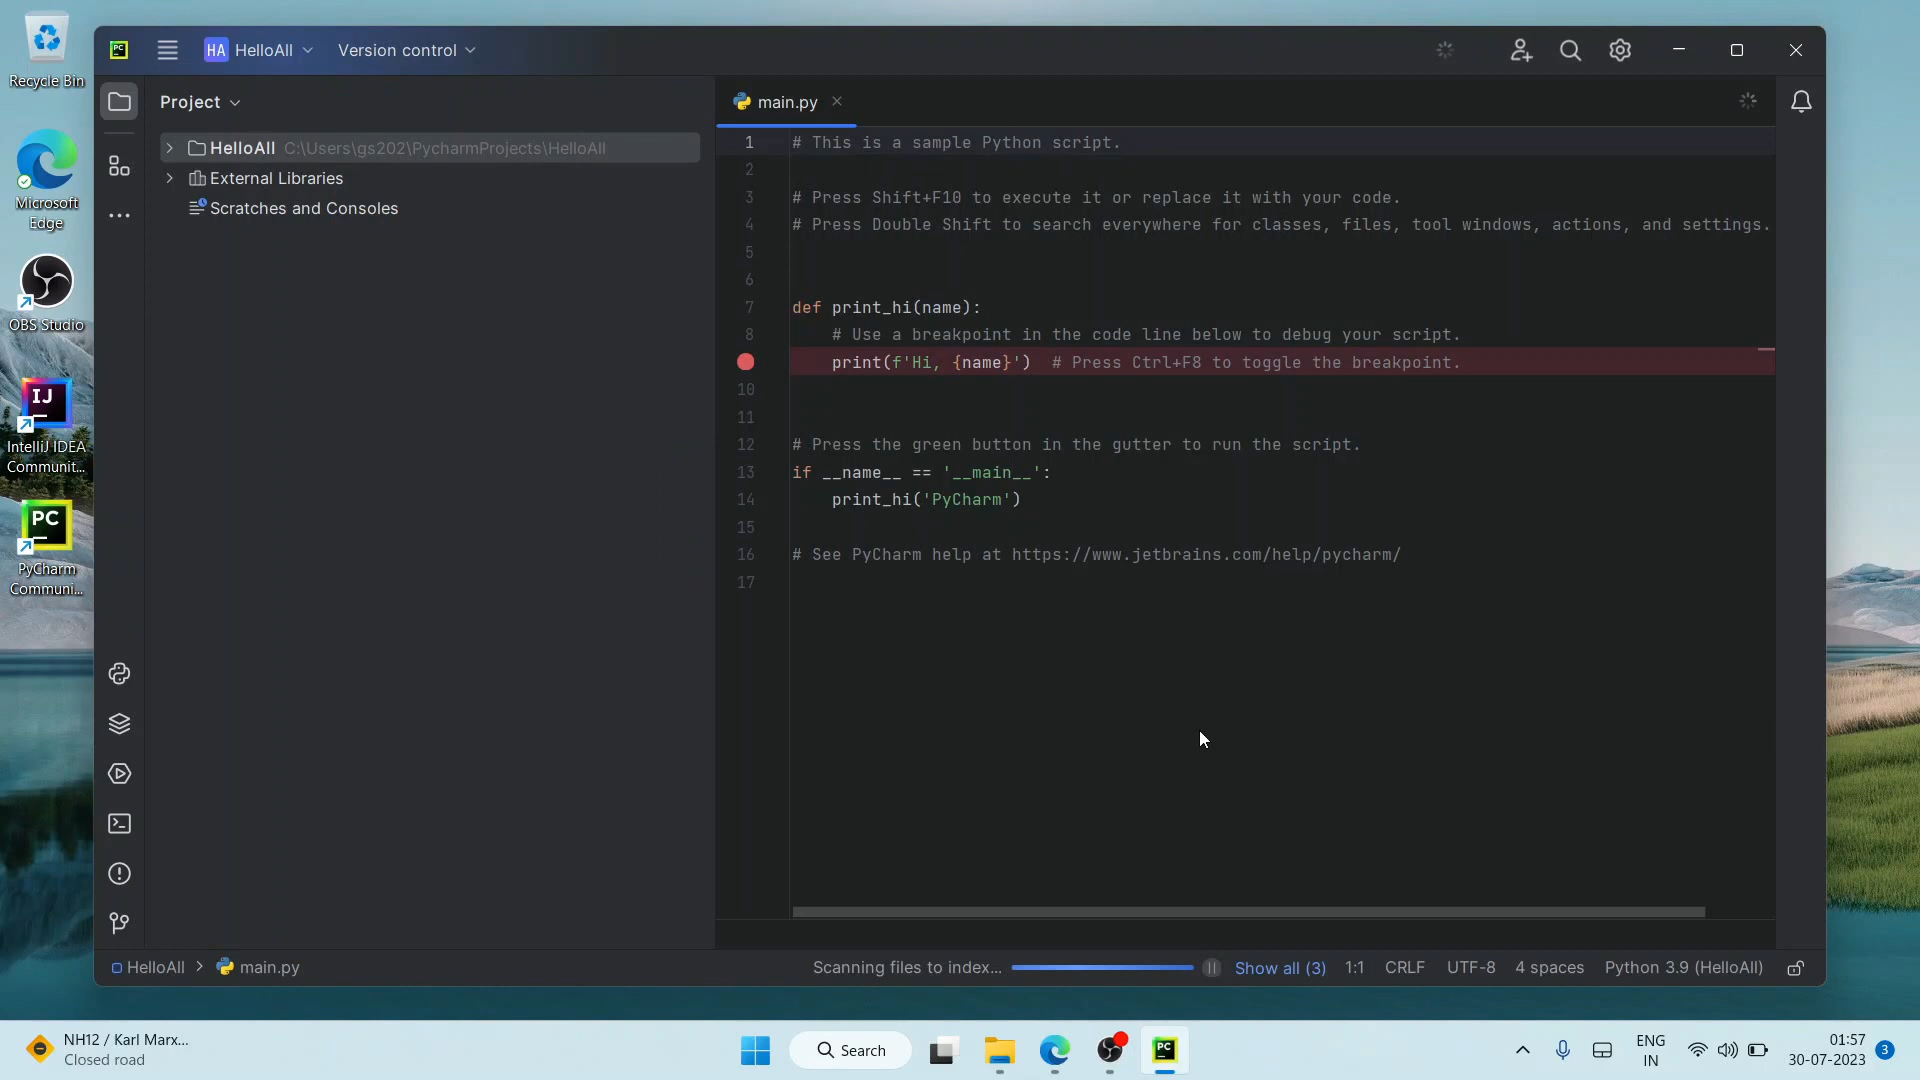 Recycle Bin
Microsoft
Edge
OBS Studio
IJ
IntelliJ IDEA
Communit...
PC
PyCharm
Communi...
PC
HA HelloAll
Version control
Project
HelloAll C:\Users\gs202\PycharmProjects\HelloAll
External Libraries
Scratches and Consoles
main.py
1 # This is a sample Python script.
2
3 # Press Shift+F10 to execute it or replace it with your code.
4 # Press Double Shift to search everywhere for classes, files, tool windows, actions, and settings.
5
6
7 def print_hi(name):
8     # Use a breakpoint in the code line below to debug your script.
    print(f'Hi, {name}')  # Press Ctrl+F8 to toggle the breakpoint.
10
11
12 # Press the green button in the gutter to run the script.
13 if __name__ == '__main__':
14     print_hi('PyCharm')
15
16 # See PyCharm help at https://www.jetbrains.com/help/pycharm/
17
HelloAll > main.py
Scanning files to index... Show all (3) 1:1 CRLF UTF-8 4 spaces Python 3.9 (HelloAll)
NH12 / Karl Marx...
Closed road
Search
PC
ENG
IN
01:57
30-07-2023
3